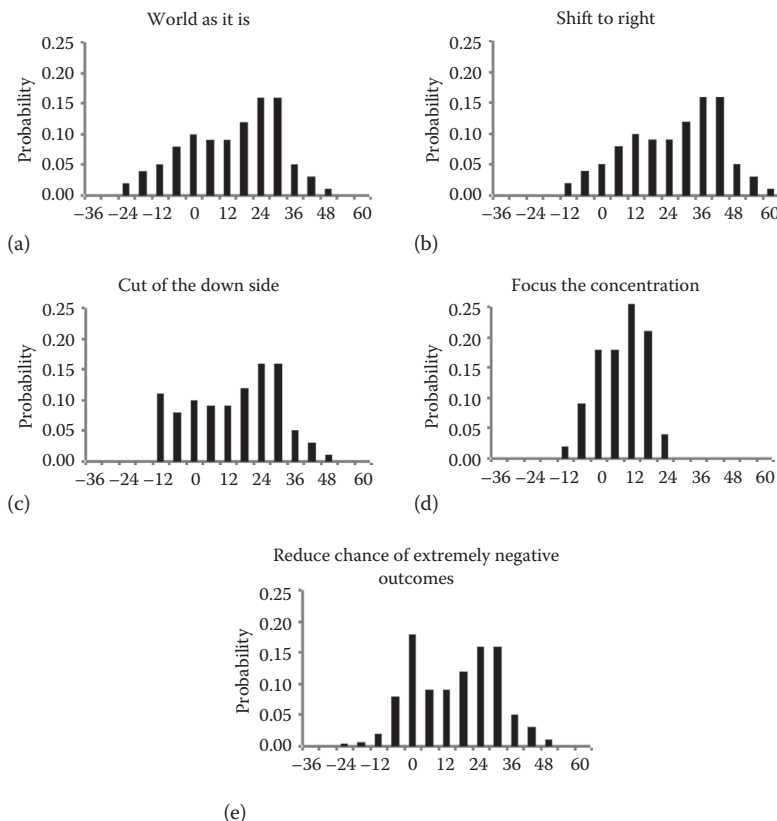 World as it is
0.25
0.20
0.15
0.10
0.05
0.00
Probability
−36 −24 −12 0 12 24 36 48 60
(a)
Shift to right
0.25
0.20
0.15
0.10
0.05
0.00
Probability
−36 −24 −12 0 12 24 36 48 60
(b)
Cut of the down side
0.25
0.20
0.15
0.10
0.05
0.00
Probability
−36 −24 −12 0 12 24 36 48 60
(c)
Focus the concentration
0.25
0.20
0.15
0.10
0.05
0.00
Probability
−36 −24 −12 0 12 24 36 48 60
(d)
Reduce chance of extremely negative
outcomes
0.25
0.20
0.15
0.10
0.05
0.00
Probability
−36 −24 −12 0 12 24 36 48 60
(e)